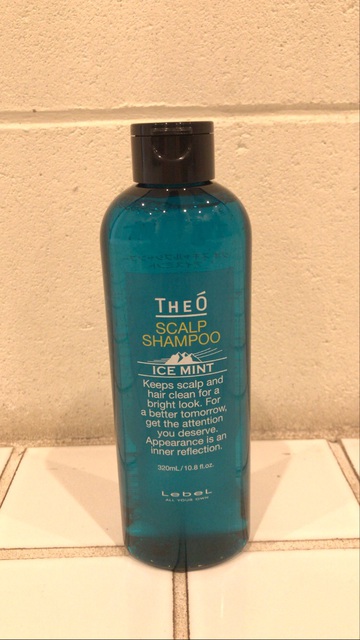 THEÓ
SCALP
SHAMPOO
ICE MINT
Keeps scalp and
hair clean for a
bright look. For
a better tomorrow,
get the attention
you deserve.
Appearance is an
inner reflection.
320mL/10.8 fl.oz.
LebeL